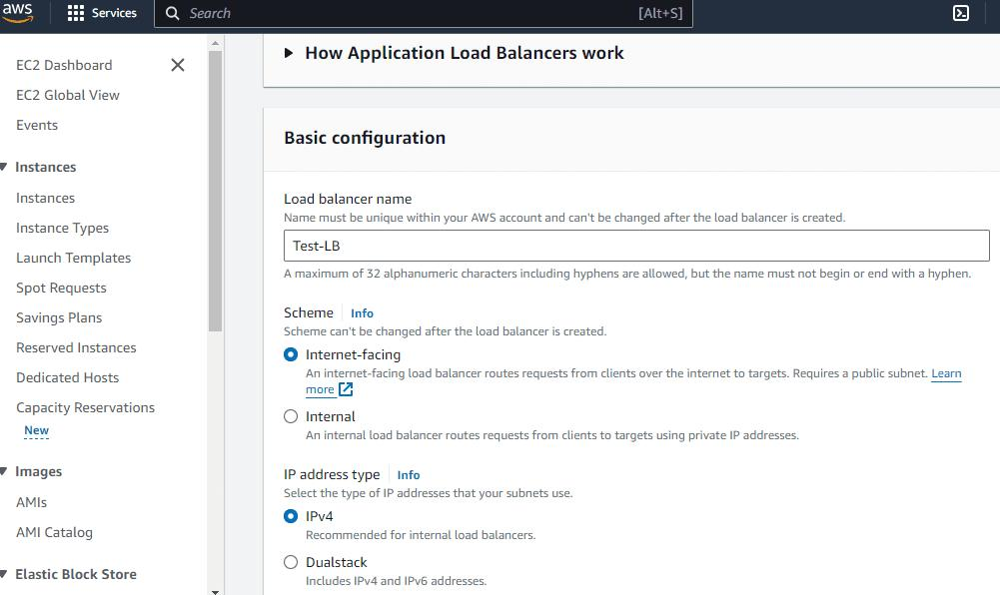 aws
Services
Search
[Alt+S]
EC2 Dashboard
EC2 Global View
Events
Instances
Instances
Instance Types
Launch Templates
Spot Requests
Savings Plans
Reserved Instances
Dedicated Hosts
Capacity Reservations
New
Images
AMIs
AMI Catalog
Elastic Block Store
How Application Load Balancers work
Basic configuration
Load balancer name
Name must be unique within your AWS account and can't be changed after the load balancer is created.
Test-LB
A maximum of 32 alphanumeric characters including hyphens are allowed, but the name must not begin or end with a hyphen.
Scheme Info
Scheme can't be changed after the load balancer is created.
Internet-facing
An internet-facing load balancer routes requests from clients over the internet to targets. Requires a public subnet. Learn
more
Internal
An internal load balancer routes requests from clients to targets using private IP addresses.
IP address type Info
Select the type of IP addresses that your subnets use.
IPv4
Recommended for internal load balancers.
Dualstack
Includes IPv4 and IPv6 addresses.